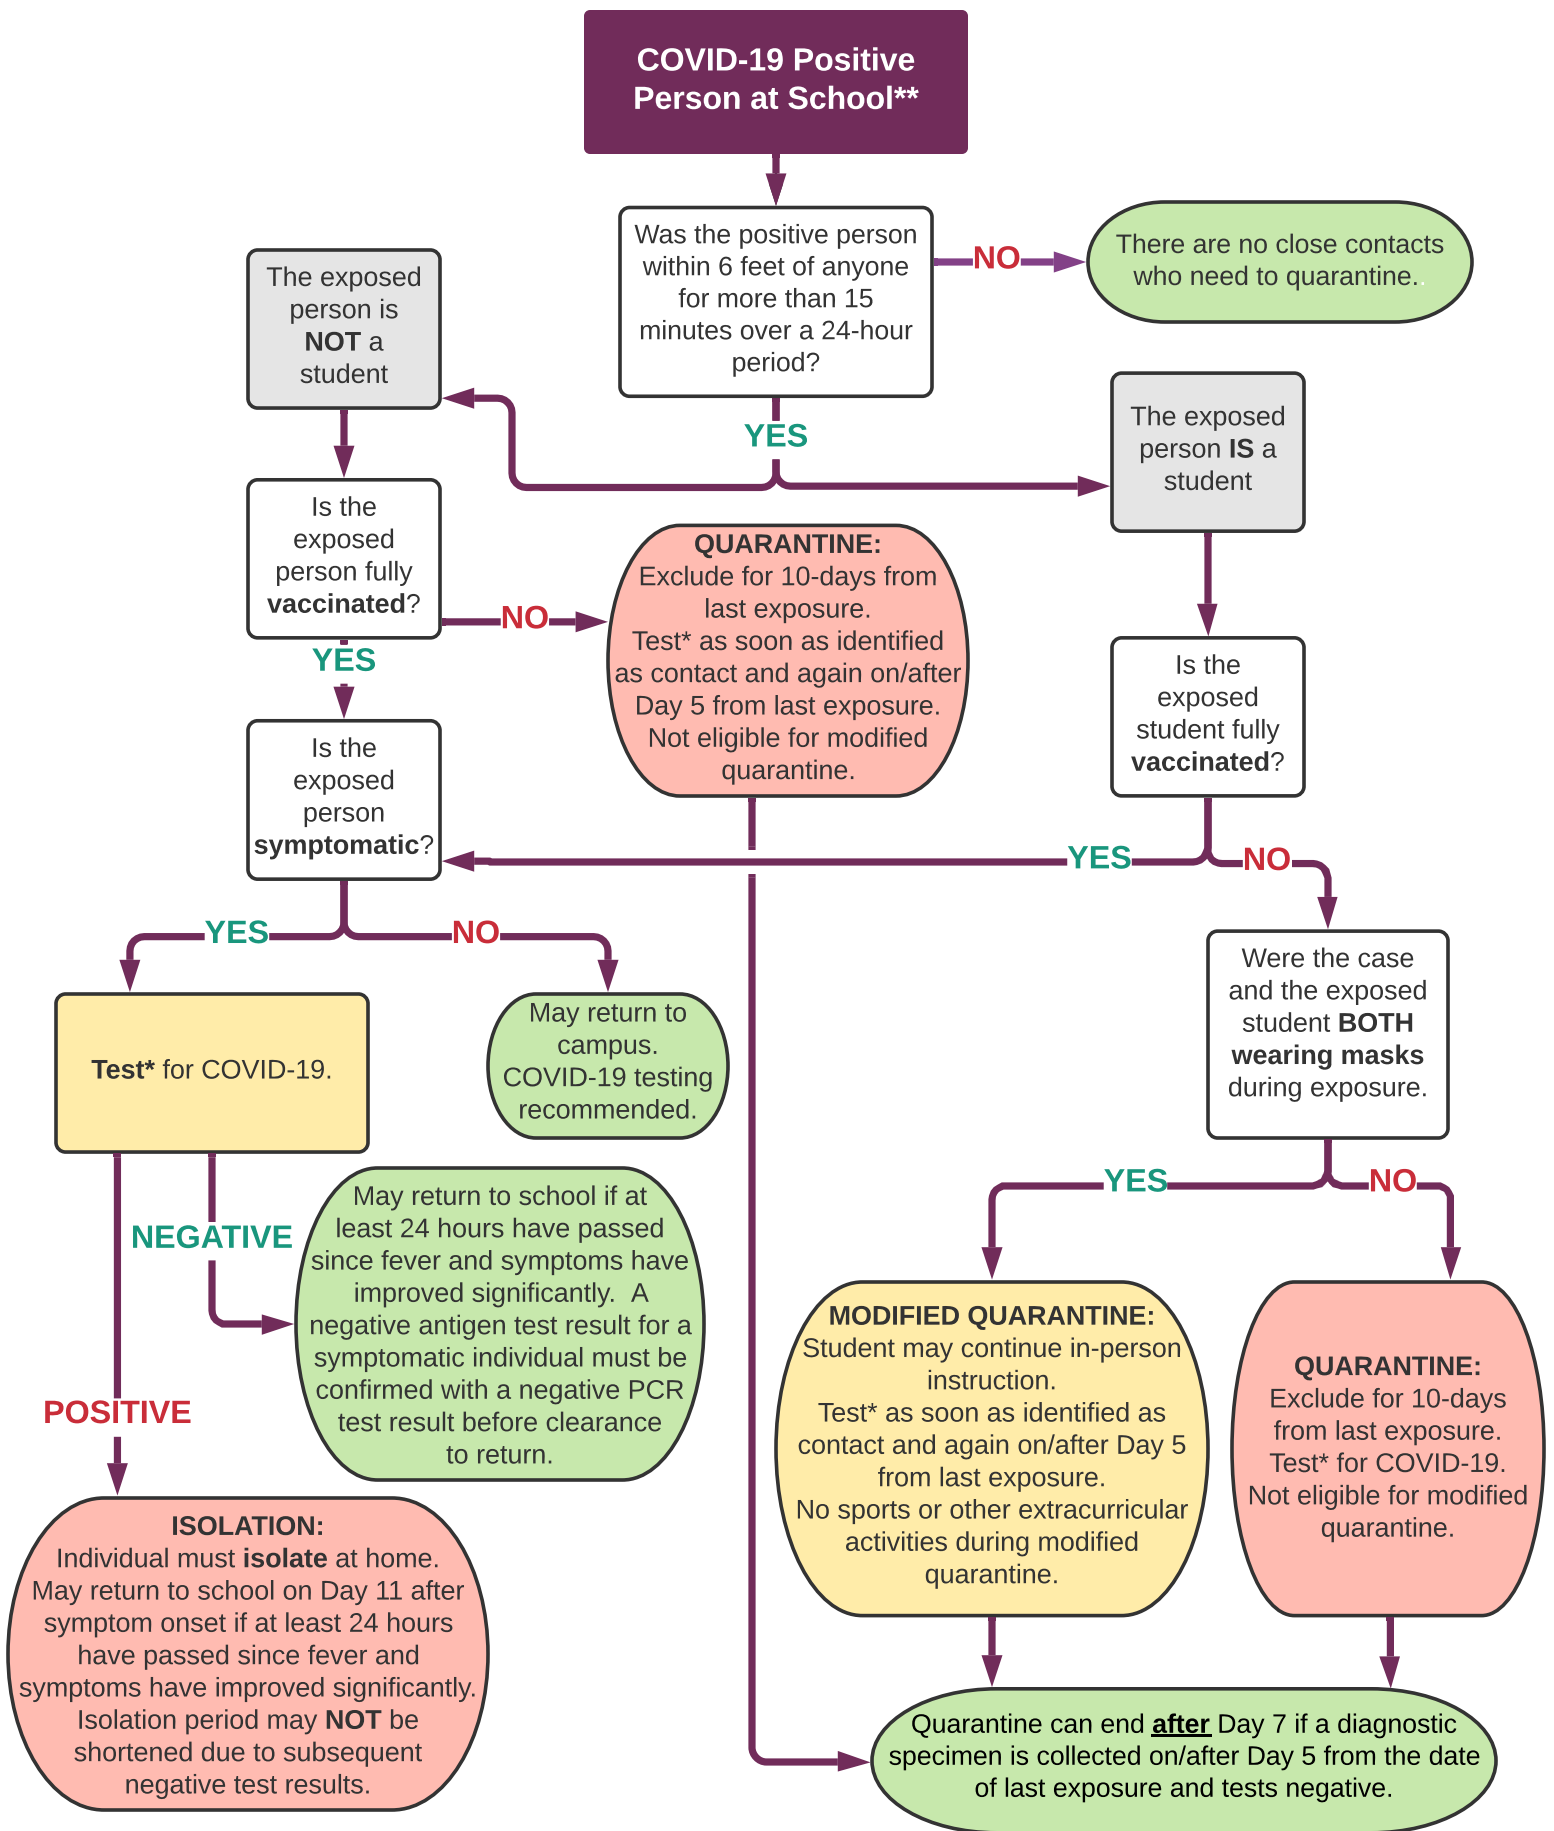 COVID-19 Positive
Person at School**
Was the positive person
within 6 feet of anyone
for more than 15
minutes over a 24-hour
period?
NO
There are no close contacts
who need to quarantine..
YES
The exposed
person is
NOT a
student
The exposed
person IS a
student
Is the
exposed
person fully
vaccinated?
NO
QUARANTINE:
Exclude for 10-days from
last exposure.
Test* as soon as identified
as contact and again on/after
Day 5 from last exposure.
Not eligible for modified
quarantine.
YES
Is the
exposed
student fully
vaccinated?
Is the
exposed
person
symptomatic?
YES
NO
YES
NO
Test* for COVID-19.
May return to
campus.
COVID-19 testing
recommended.
Were the case
and the exposed
student BOTH
wearing masks
during exposure.
YES
NO
NEGATIVE
May return to school if at
least 24 hours have passed
since fever and symptoms have
improved significantly.  A
negative antigen test result for a
symptomatic individual must be
confirmed with a negative PCR
test result before clearance
to return.
POSITIVE
ISOLATION:
Individual must isolate at home.
May return to school on Day 11 after
symptom onset if at least 24 hours
have passed since fever and
symptoms have improved significantly.
Isolation period may NOT be
shortened due to subsequent
negative test results.
MODIFIED QUARANTINE:
Student may continue in-person
instruction.
Test* as soon as identified as
contact and again on/after Day 5
from last exposure.
No sports or other extracurricular
activities during modified
quarantine.
QUARANTINE:
Exclude for 10-days
from last exposure.
Test* for COVID-19.
Not eligible for modified
quarantine.
Quarantine can end after Day 7 if a diagnostic
specimen is collected on/after Day 5 from the date
of last exposure and tests negative.